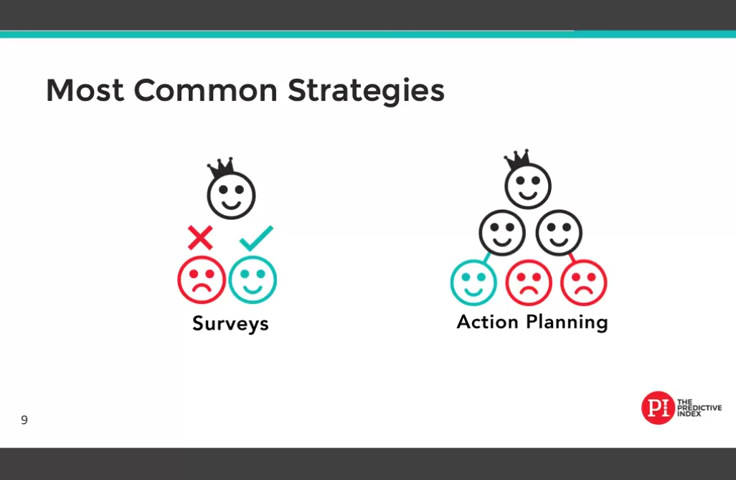 Most Common Strategies
Surveys
Action Planning
9
PI
THE
PREDICTIVE
INDEX